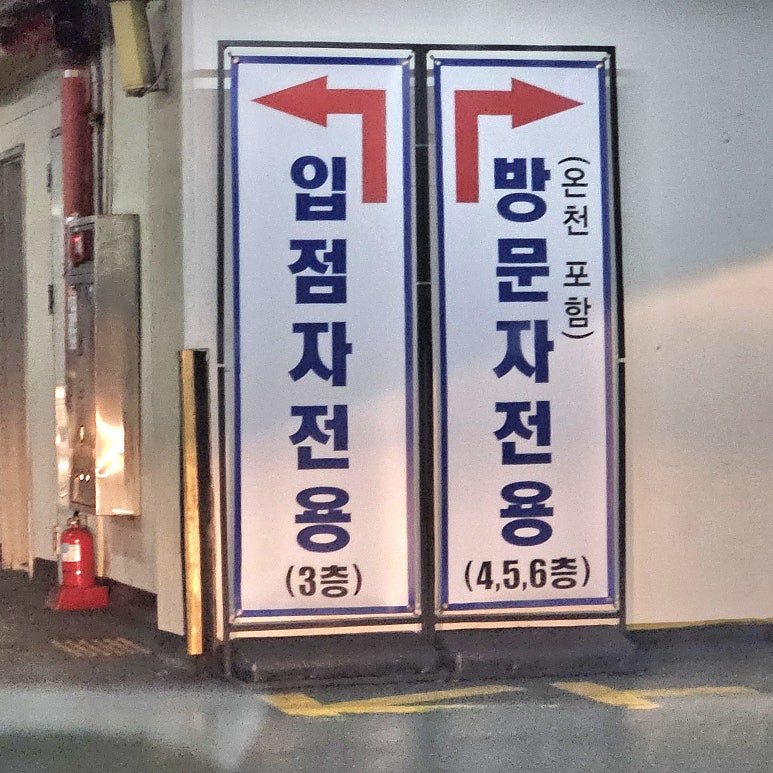 입점자전용
(3층)
방문자전용
(온천 포함)
(4,5,6층)